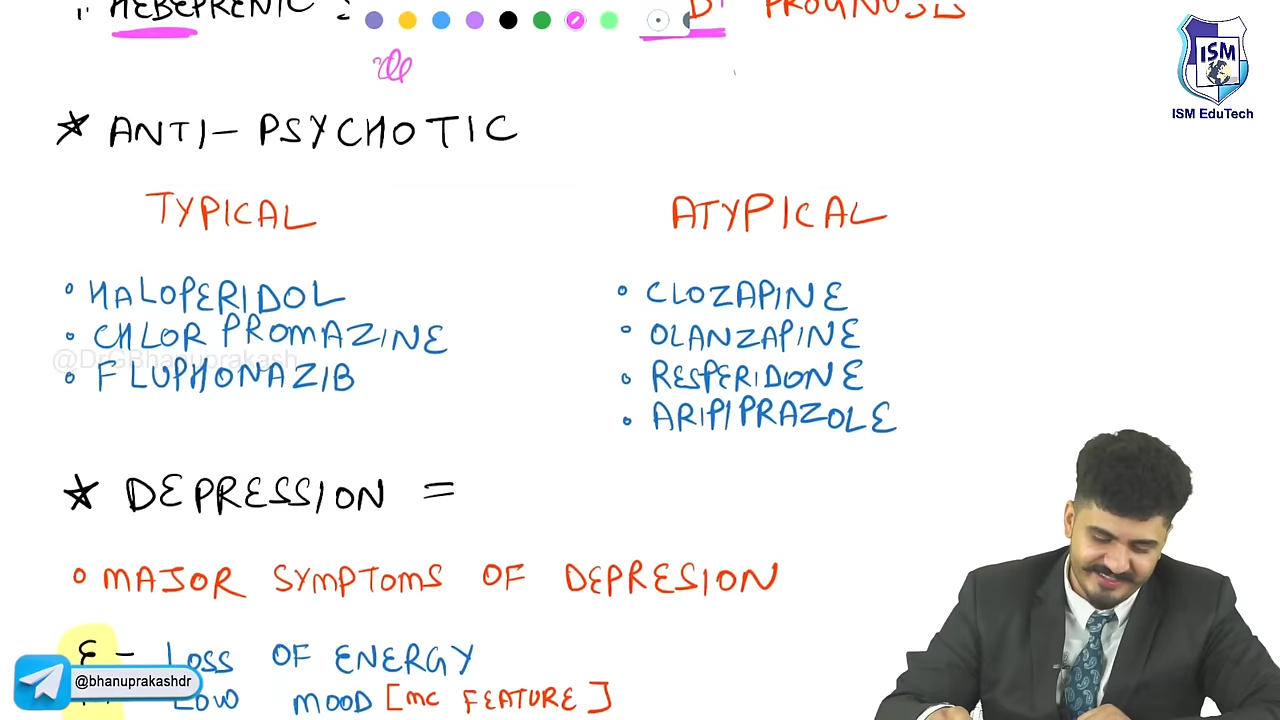 HEBEPRENIC :
PROGNOSIS
ISM
ISM EduTech
ANTI- PSYCHOTIC
TYPICAL
ATYPICAL
HALOPERIDOL
CLOZAPINE
CHLOR PROMAZINE
OLANZAPINE
@DrGBhanuprakash
FLUPHONAZIB
RESPERIDONE
ARIPIPRAZOLE
DEPRESSION =
MAJOR SYMPTOMS OF DEPRESION
E - LOSS OF ENERGY
@bhanuprakashdr
LOW MOOD [MC FEATURE]